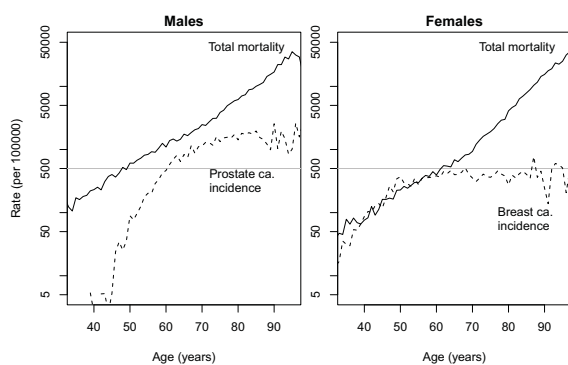 Males
Females
Rate (per 100000)
50000
5000
500
50
5
Total mortality
Prostate ca.
incidence
40 50 60 70 80 90
Age (years)
50000
5000
500
50
5
Total mortality
Breast ca.
incidence
40 50 60 70 80 90
Age (years)